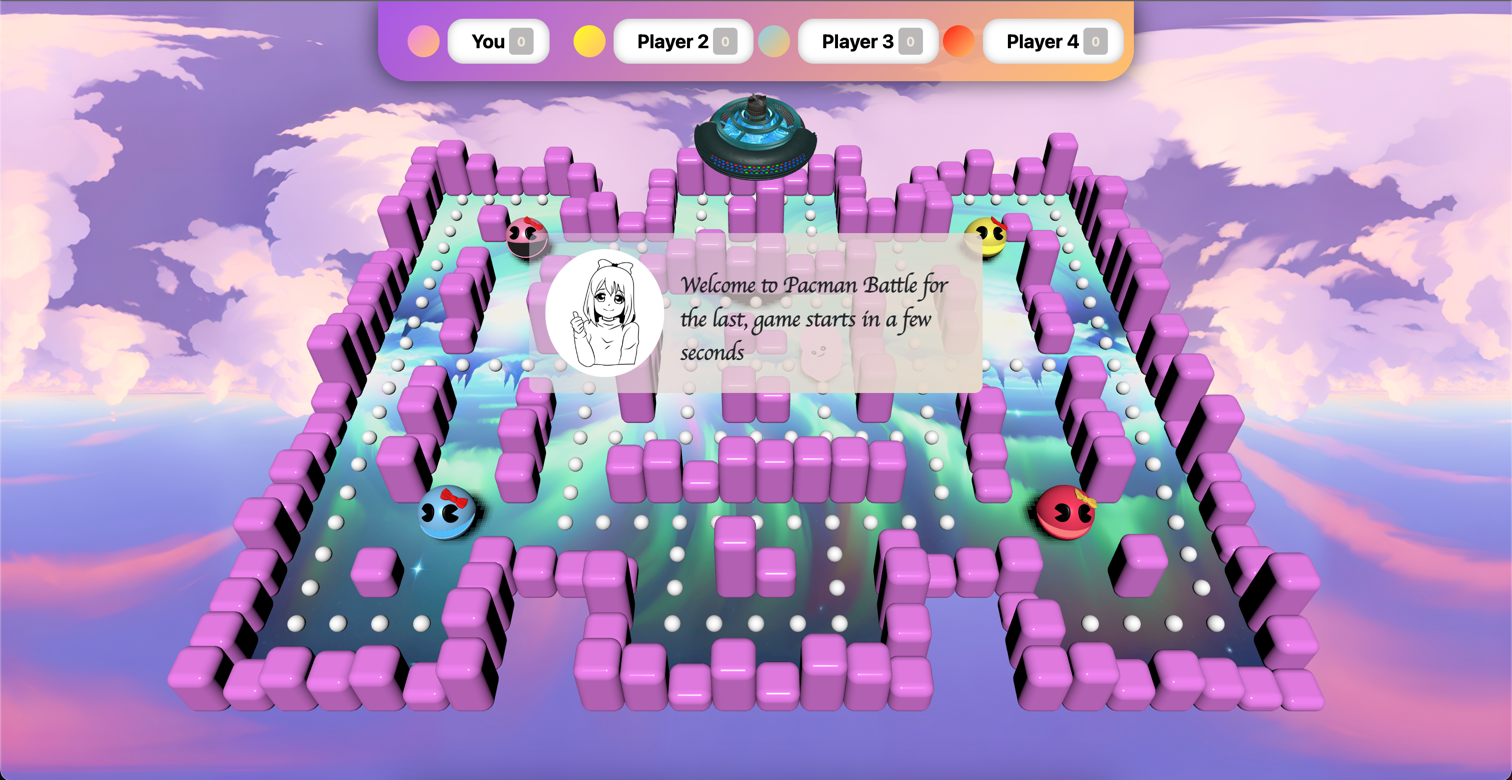 You 0 Player 2 0 Player 3 0 Player 4 0
Welcome to Pacman Battle for
the last, game starts in a few
seconds